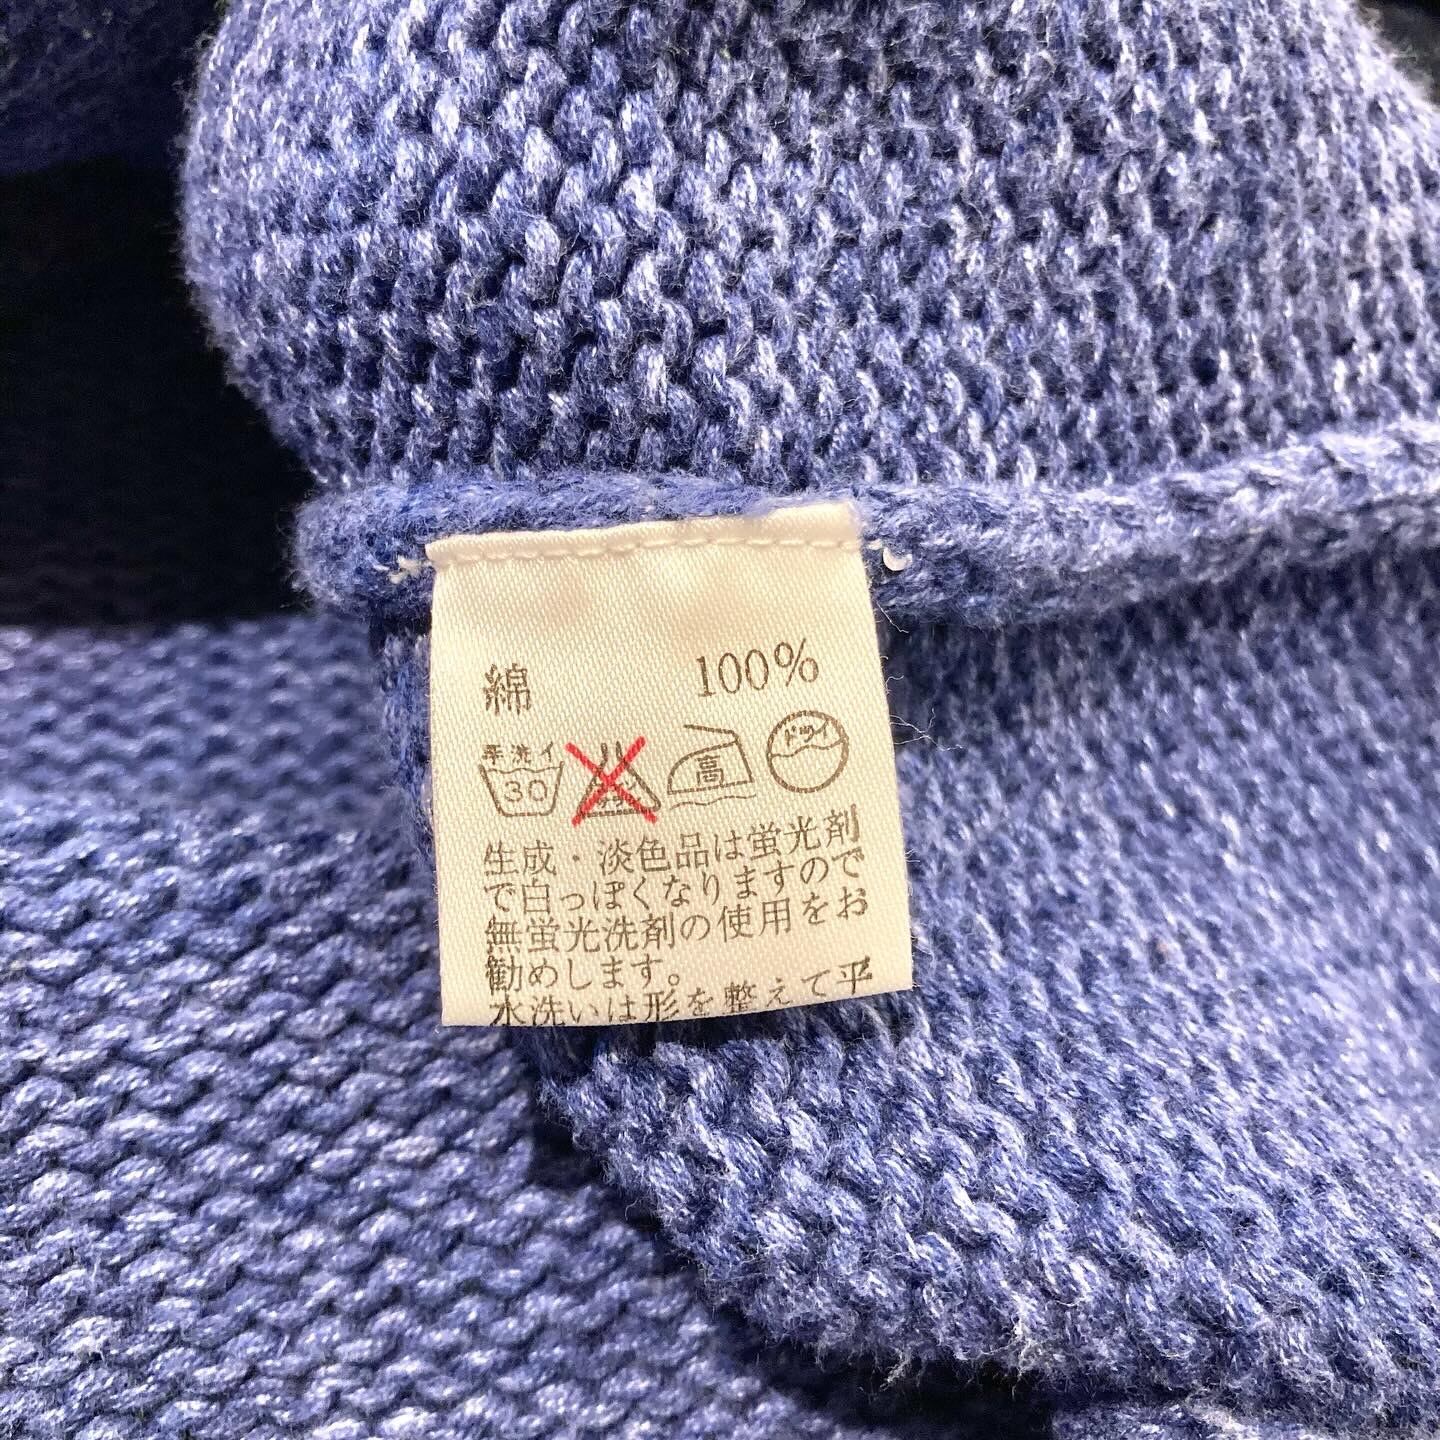 綿 100%
手洗イ ドライ
30 高
生成・淡色品は蛍光剤
で白っぽくなりますので
無蛍光洗剤の使用をお
勧めします。
水洗いは形を整えて平